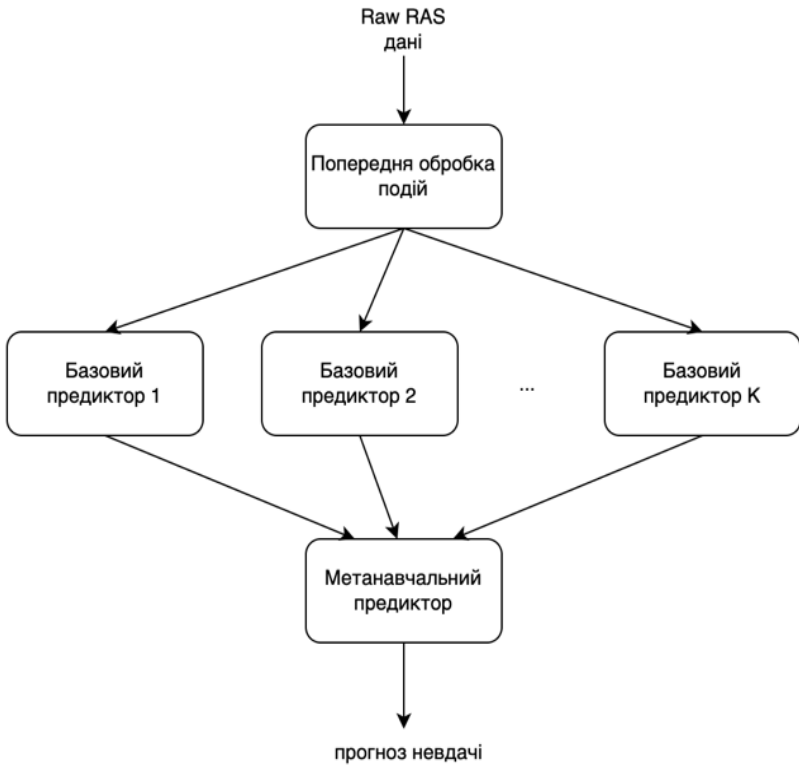 Raw RAS
дані
Попередня обробка
подій
Базовий
предиктор 1
Базовий
предиктор 2
...
Базовий
предиктор К
Метанавчальний
предиктор
прогноз невдачі